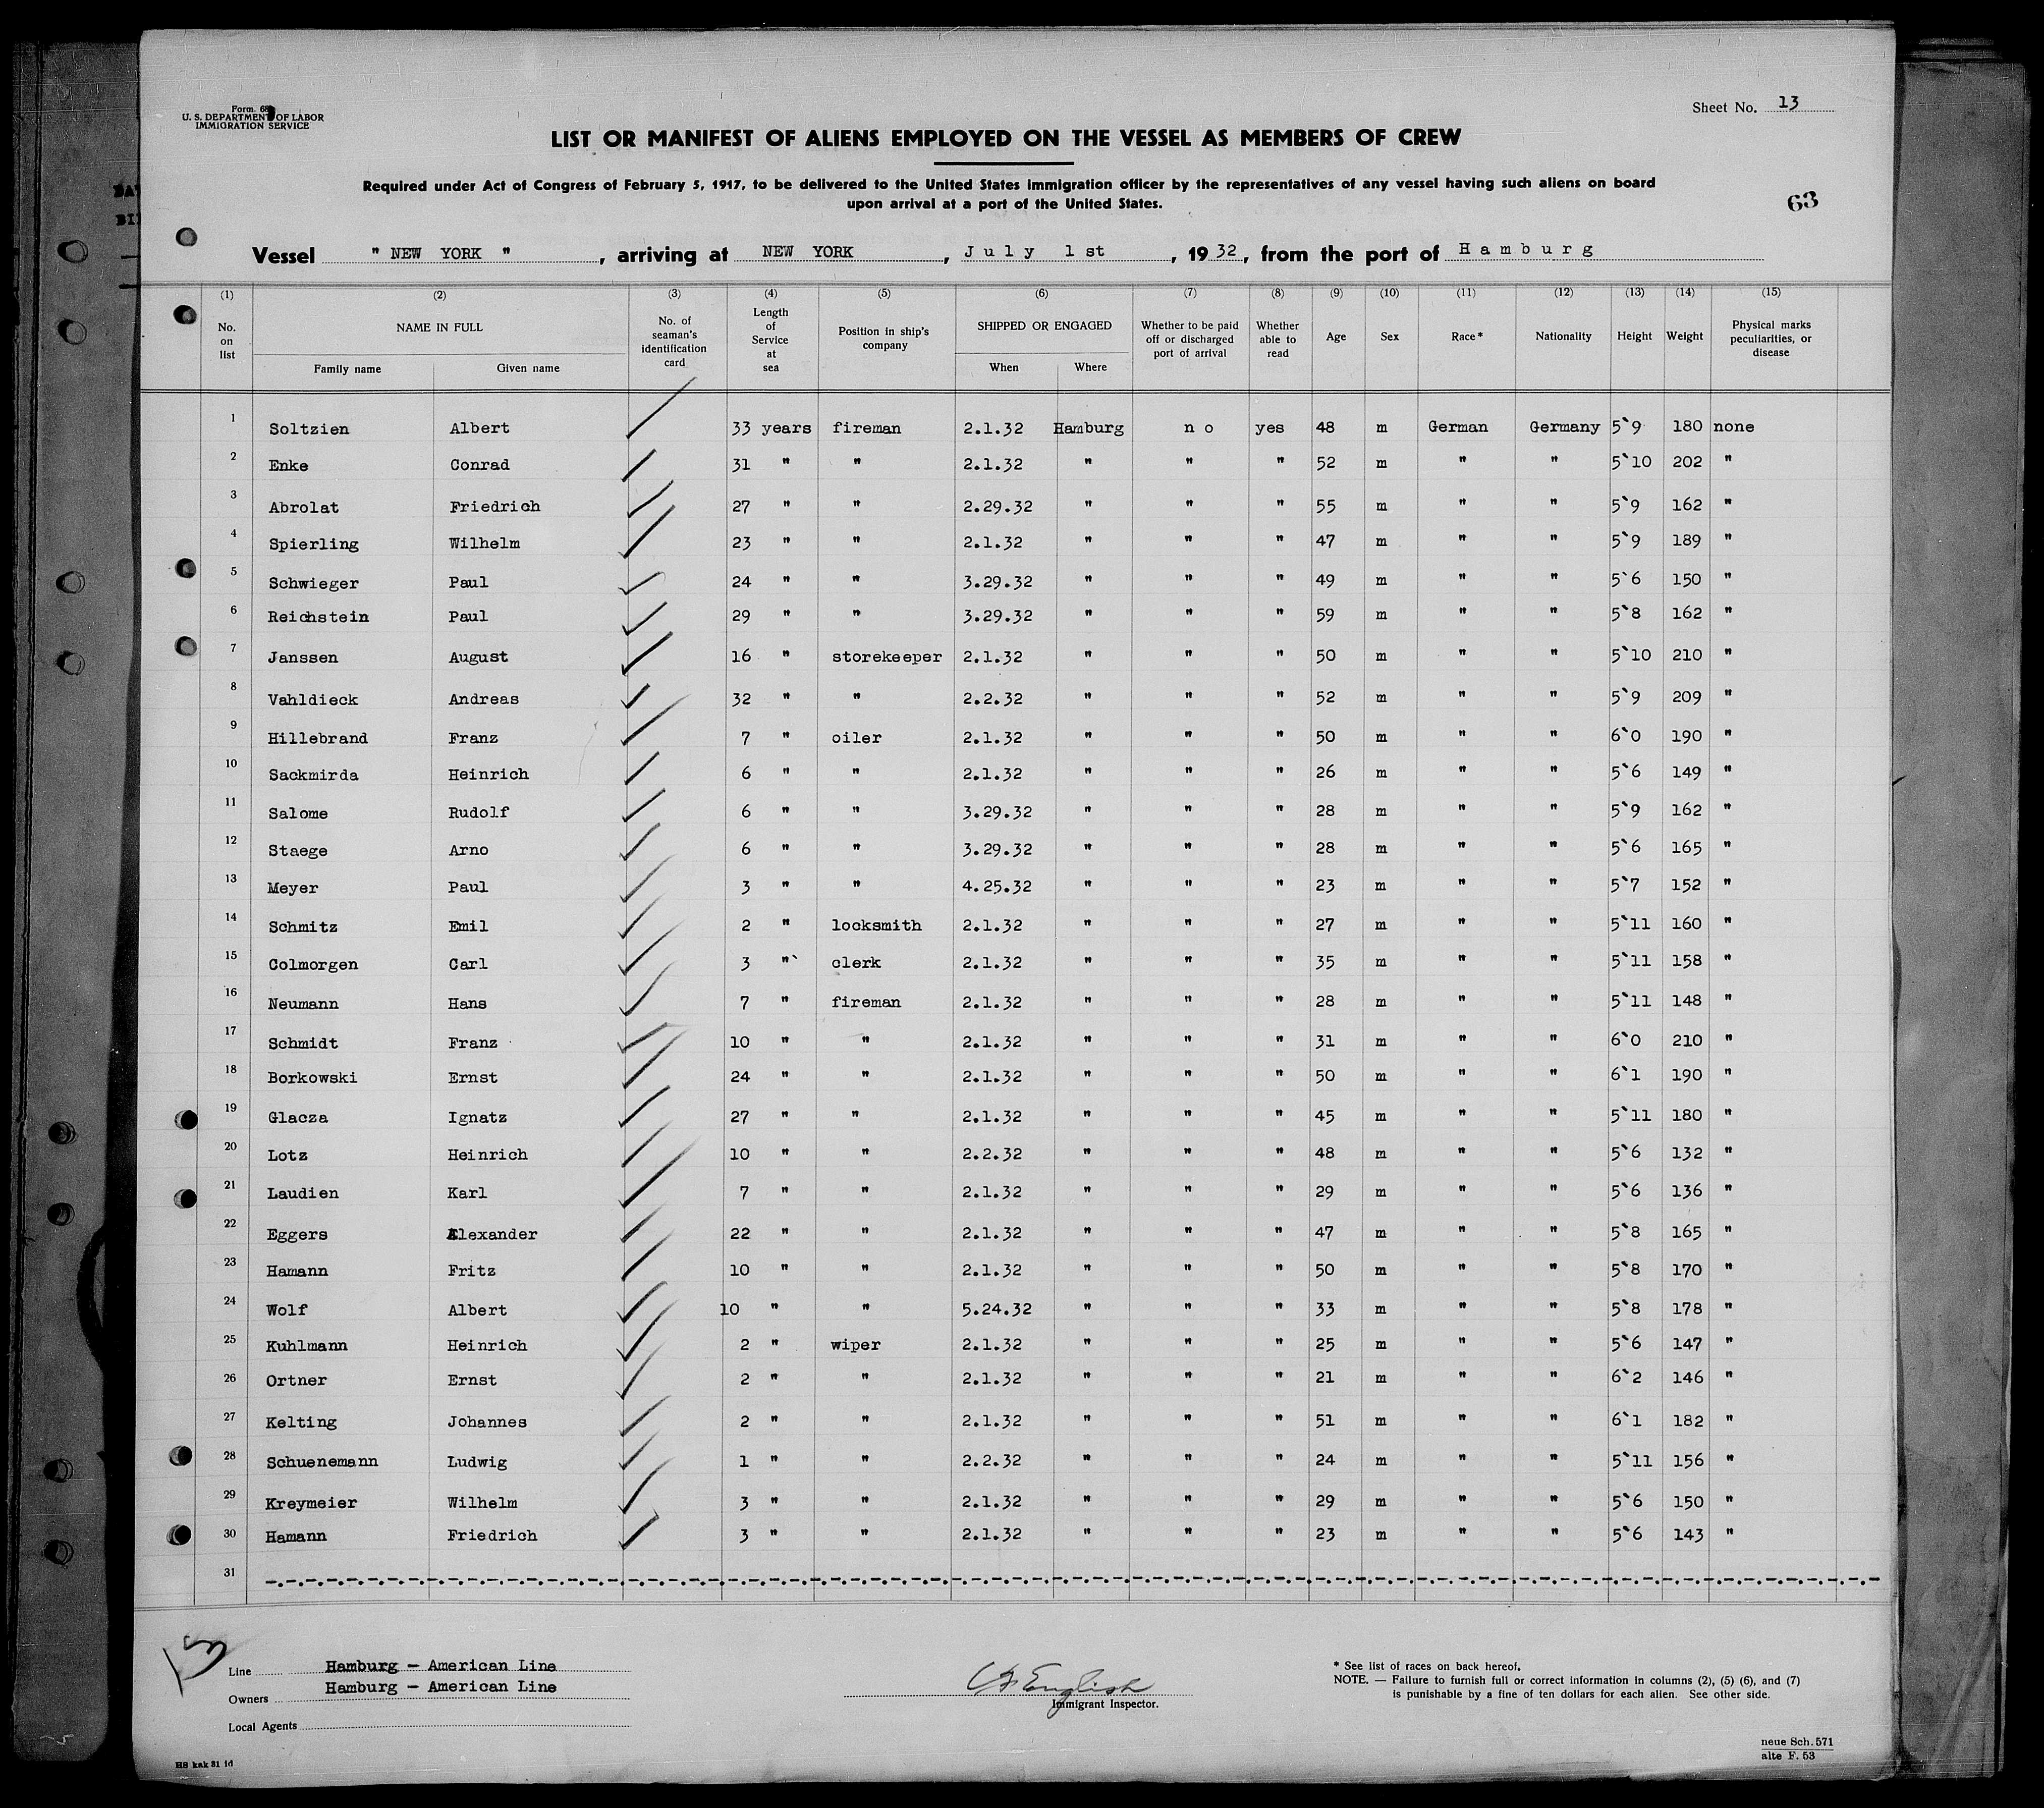 Form 68
U. S. DEPARTMENT OF LABOR
IMMIGRATION SERVICE
Sheet No. 13
LIST OR MANIFEST OF ALIENS EMPLOYED ON THE VESSEL AS MEMBERS OF CREW
Required under Act of Congress of February 5, 1917, to be delivered to the United States immigration officer by the representatives of any vessel having such aliens on board
upon arrival at a port of the United States.
63
Vessel " NEW YORK ", arriving at NEW YORK, July 1st, 1932, from the port of Hamburg
(1) (2) (3) (4) (5) (6) (7) (8) (9) (10) (11) (12) (13) (14) (15)
No. on list NAME IN FULL Family name Given name No. of seaman's identification card Length of Service at sea Position in ship's company SHIPPED OR ENGAGED When Where Whether to be paid off or discharged port of arrival Whether able to read Age Sex Race* Nationality Height Weight Physical marks peculiarities, or disease
1 Soltzien Albert 33 years fireman 2.1.32 Hamburg no yes 48 m German Germany 5`9 180 none
2 Enke Conrad 31 " " 2.1.32 " " " 52 m " " 5`10 202 "
3 Abrolat Friedrich 27 " " 2.29.32 " " " 55 m " " 5`9 162 "
4 Spierling Wilhelm 23 " " 2.1.32 " " " 47 m " " 5`9 189 "
5 Schwieger Paul 24 " " 3.29.32 " " " 49 m " " 5`6 150 "
6 Reichstein Paul 29 " " 3.29.32 " " " 59 m " " 5`8 162 "
7 Janssen August 16 " storekeeper 2.1.32 " " " 50 m " " 5`10 210 "
8 Vahldieck Andreas 32 " " 2.2.32 " " " 52 m " " 5`9 209 "
9 Hillebrand Franz 7 " oiler 2.1.32 " " " 50 m " " 6`0 190 "
10 Sackmirda Heinrich 6 " " 2.1.32 " " " 26 m " " 5`6 149 "
11 Salome Rudolf 6 " " 3.29.32 " " " 28 m " " 5`9 162 "
12 Staege Arno 6 " " 3.29.32 " " " 28 m " " 5`6 165 "
13 Meyer Paul 3 " " 4.25.32 " " " 23 m " " 5`7 152 "
14 Schmitz Emil 2 " locksmith 2.1.32 " " " 27 m " " 5`11 160 "
15 Colmorgen Carl 3 "` clerk 2.1.32 " " " 35 m " " 5`11 158 "
16 Neumann Hans 7 " fireman 2.1.32 " " " 28 m " " 5`11 148 "
17 Schmidt Franz 10 " " 2.1.32 " " " 31 m " " 6`0 210 "
18 Borkowski Ernst 24 " " 2.1.32 " " " 50 m " " 6`1 190 "
19 Glacza Ignatz 27 " " 2.1.32 " " " 45 m " " 5`11 180 "
20 Lotz Heinrich 10 " " 2.2.32 " " " 48 m " " 5`6 132 "
21 Laudien Karl 7 " " 2.1.32 " " " 29 m " " 5`6 136 "
22 Eggers Alexander 22 " " 2.1.32 " " " 47 m " " 5`8 165 "
23 Hamann Fritz 10 " " 2.1.32 " " " 50 m " " 5`8 170 "
24 Wolf Albert 10 " " 5.24.32 " " " 33 m " " 5`8 178 "
25 Kuhlmann Heinrich 2 " wiper 2.1.32 " " " 25 m " " 5`6 147 "
26 Ortner Ernst 2 " " 2.1.32 " " " 21 m " " 6`2 146 "
27 Kelting Johannes 2 " " 2.1.32 " " " 51 m " " 6`1 182 "
28 Schuenemann Ludwig 1 " " 2.2.32 " " " 24 m " " 5`11 156 "
29 Kreymeier Wilhelm 3 " " 2.1.32 " " " 29 m " " 5`6 150 "
30 Hamann Friedrich 3 " " 2.1.32 " " " 23 m " " 5`6 143 "
31
13
Line Hamburg - American Line
Owners Hamburg - American Line
Local Agents
English
Immigrant Inspector.
* See list of races on back hereof.
NOTE. — Failure to furnish full or correct information in columns (2), (5) (6), and (7)
is punishable by a fine of ten dollars for each alien. See other side.
HS kak 31 1d
neue Sch. 571
alte F. 53